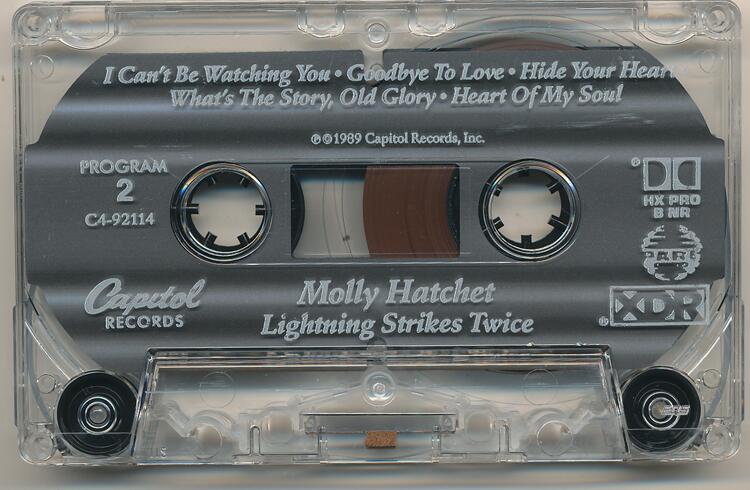 I Can't Be Watching You • Goodbye To Love • Hide Your Heart
What's The Story, Old Glory • Heart Of My Soul
℗©1989 Capitol Records, Inc.
PROGRAM
2
C4-92114
® HX PRO
B NR
Capitol
RECORDS
Molly Hatchet
Lightning Strikes Twice
® XDR